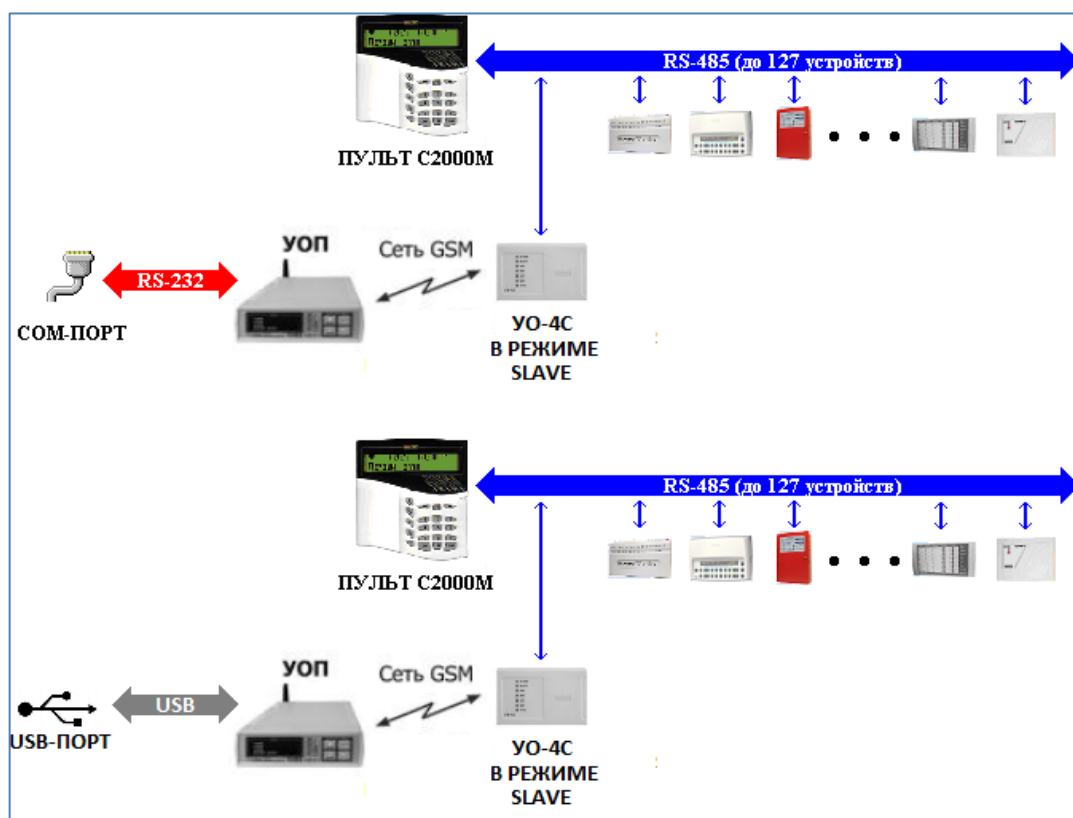 RS-485 (до 127 устройств)
ПУЛЬТ С2000М
УОП
Сеть GSM
RS-232
COM-ПОРТ
УО-4С
В РЕЖИМЕ
SLAVE
RS-485 (до 127 устройств)
ПУЛЬТ С2000М
УОП
Сеть GSM
USB
USB-ПОРТ
УО-4С
В РЕЖИМЕ
SLAVE